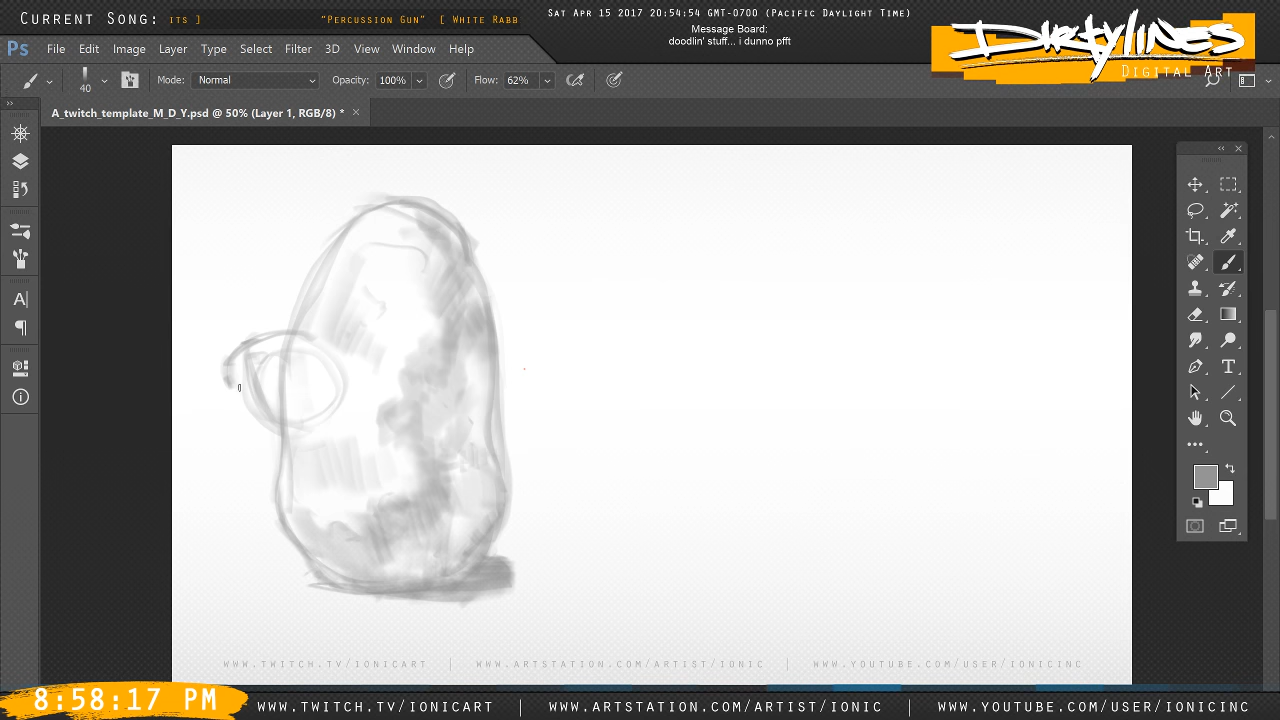 Current Song: its ] "Percussion Gun" [ White Rabb
Sat Apr 15 2017 20:54:54 GMT-0700 (Pacific Daylight Time)
Message Board:
doodlin' stuff... i dunno pfft
DirtyLines
Digital Art
Ps File Edit Image Layer Type Select Filter 3D View Window Help
40 Mode: Normal Opacity: 100% Flow: 62%
A_twitch_template_M_D_Y.psd @ 50% (Layer 1, RGB/8) * ×
www.twitch.tv/ionicart | www.artstation.com/artist/ionic | www.youtube.com/user/ionicinc
8:58:17 PM www.twitch.tv/ionicart | www.artstation.com/artist/ionic | www.youtube.com/user/ionicinc